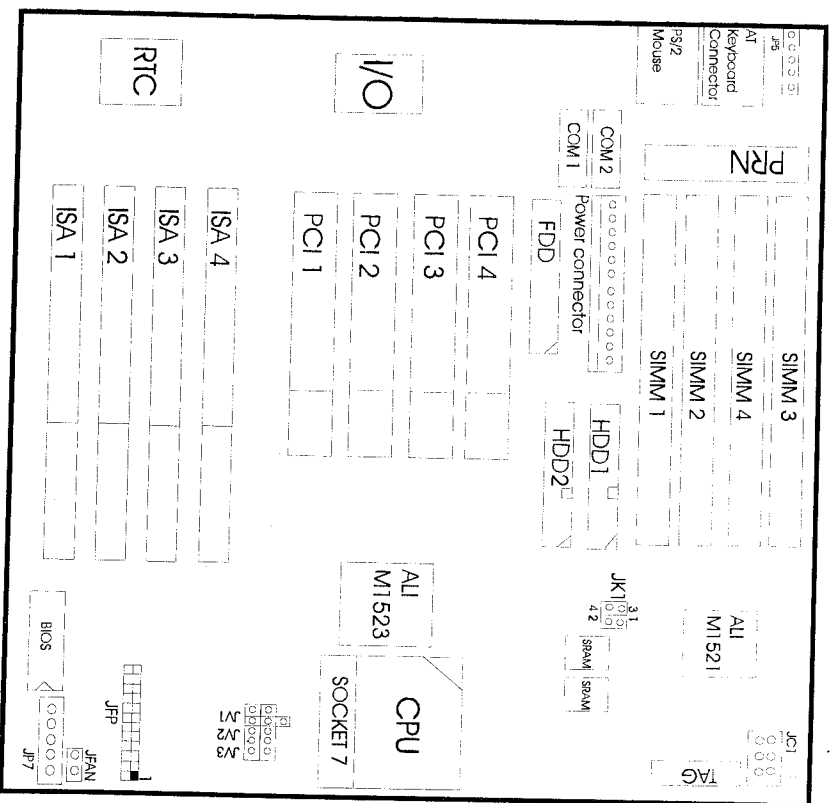 RTC
I/O
PS/2
Mouse
AT
Keyboard
Connector
JP5
COM 1
COM 2
PRN
ISA 1
ISA 2
ISA 3
ISA 4
PCI 1
PCI 2
PCI 3
PCI 4
FDD
Power connector
SIMM 1
SIMM 2
SIMM 4
SIMM 3
HDD2
HDD1
ALI
M1523
JK1
3 1
4 2
ALI
M1521
SRAM
SRAM
BIOS
JP7
JFAN
JFP
1
JV1
JV2
JV3
SOCKET 7
CPU
TAG
JC1